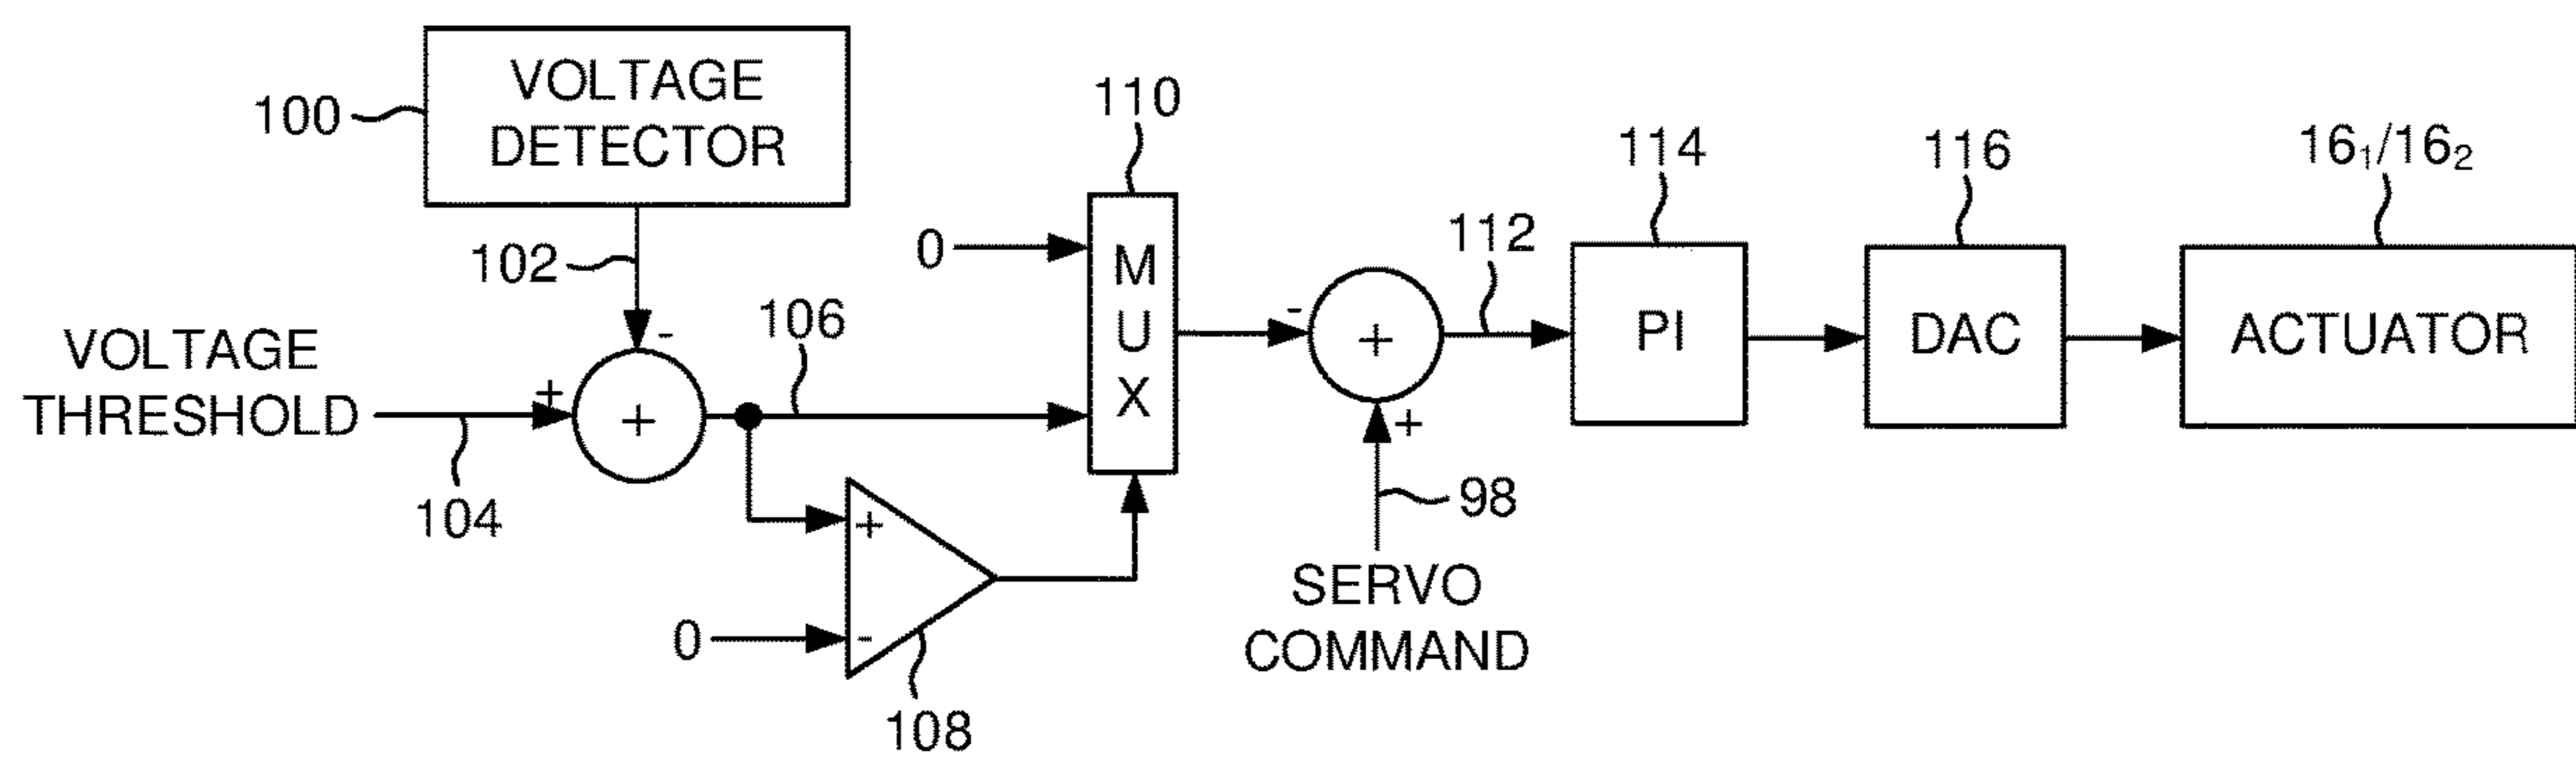 VOLTAGE
DETECTOR
100
102
-
VOLTAGE
THRESHOLD
+
+
104
106
0
110
M
U
X
+
-
0
108
-
+
+
98
SERVO
COMMAND
112
114
PI
116
DAC
16₁/16₂
ACTUATOR